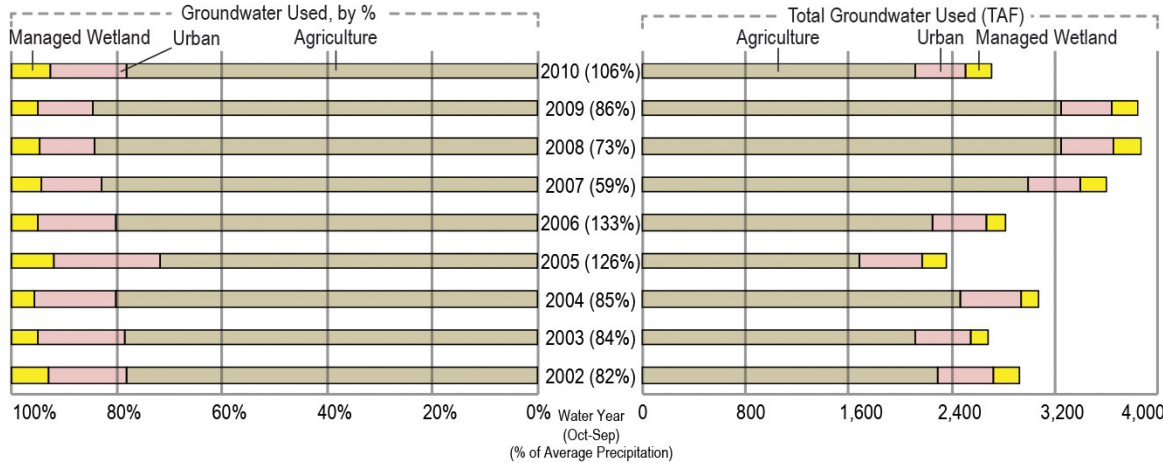 Groundwater Used, by %
Total Groundwater Used (TAF)
Managed Wetland
Urban
Agriculture
Agriculture
Urban
Managed Wetland
2010 (106%)
2009 (86%)
2008 (73%)
2007 (59%)
2006 (133%)
2005 (126%)
2004 (85%)
2003 (84%)
2002 (82%)
100% 80% 60% 40% 20% 0%
Water Year
(Oct-Sep)
(% of Average Precipitation)
0 800 1,600 2,400 3,200 4,000